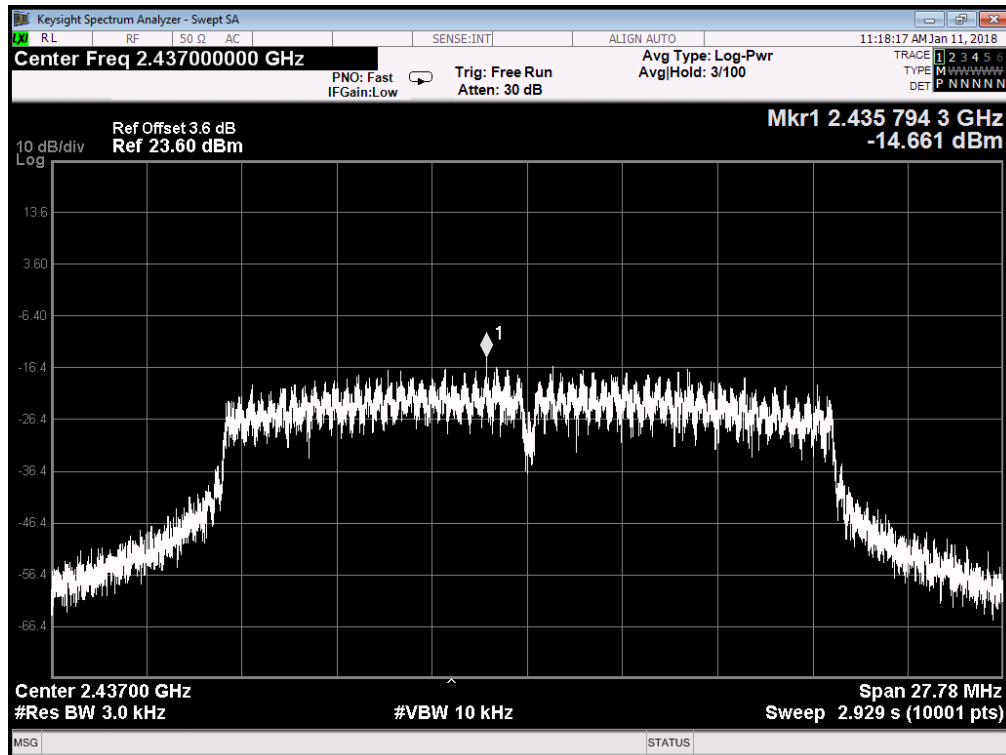 Keysight Spectrum Analyzer - Swept SA
LXI RL RF 50 Ω AC SENSE:INT ALIGN AUTO 11:18:17 AM Jan 11, 2018
Center Freq 2.437000000 GHz
PNO: Fast
IFGain:Low
Trig: Free Run
Atten: 30 dB
Avg Type: Log-Pwr
Avg|Hold: 3/100
TRACE 1 2 3 4 5 6
TYPE M WWWWW
DET P N N N N N
Mkr1 2.435 794 3 GHz
-14.661 dBm
Ref Offset 3.6 dB
10 dB/div Ref 23.60 dBm
Log
13.6
3.60
-6.40
1
-16.4
-26.4
-36.4
-46.4
-56.4
-66.4
Center 2.43700 GHz Span 27.78 MHz
#Res BW 3.0 kHz #VBW 10 kHz Sweep 2.929 s (10001 pts)
MSG STATUS